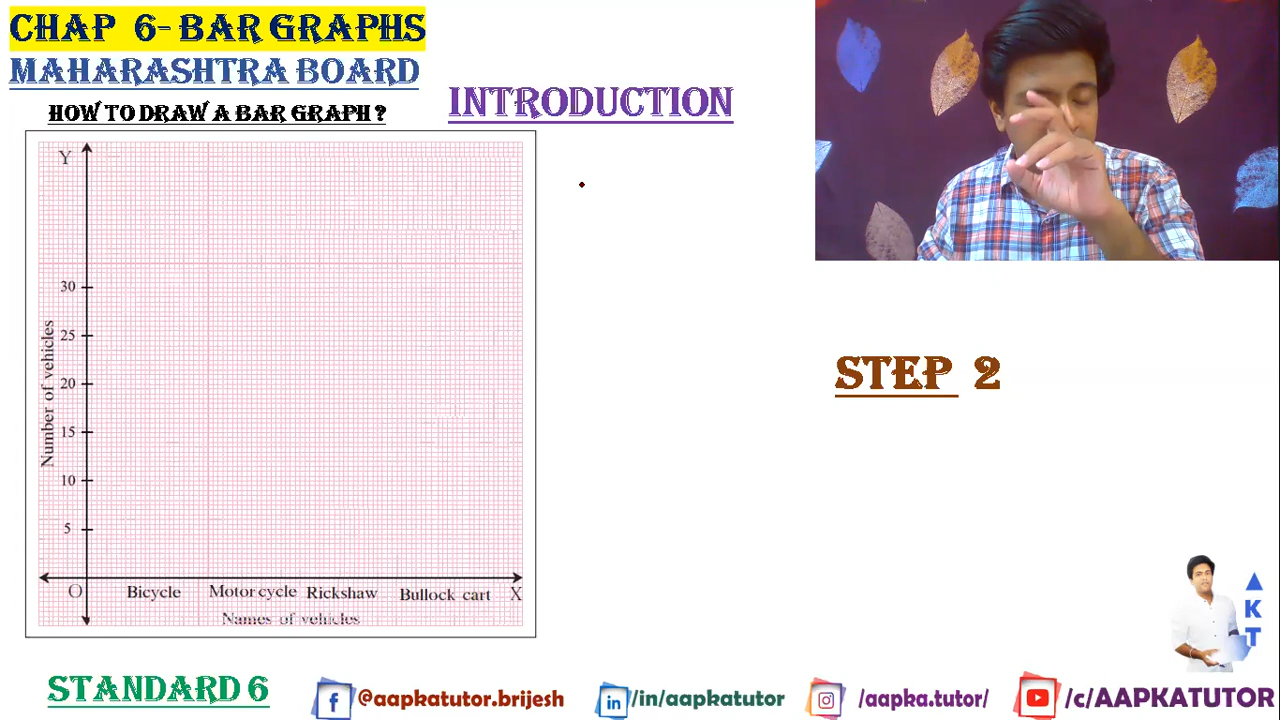 CHAP 6- BAR GRAPHS
MAHARASHTRA BOARD
HOW TO DRAW A BAR GRAPH ?
INTRODUCTION
Y
30
25
20
15
10
5
Number of vehicles
O Bicycle Motor cycle Rickshaw Bullock cart X
Names of vehicles
STEP 2
AKT
STANDARD 6
@aapkatutor.brijesh
/in/aapkatutor
/aapka.tutor/
/c/AAPKATUTOR